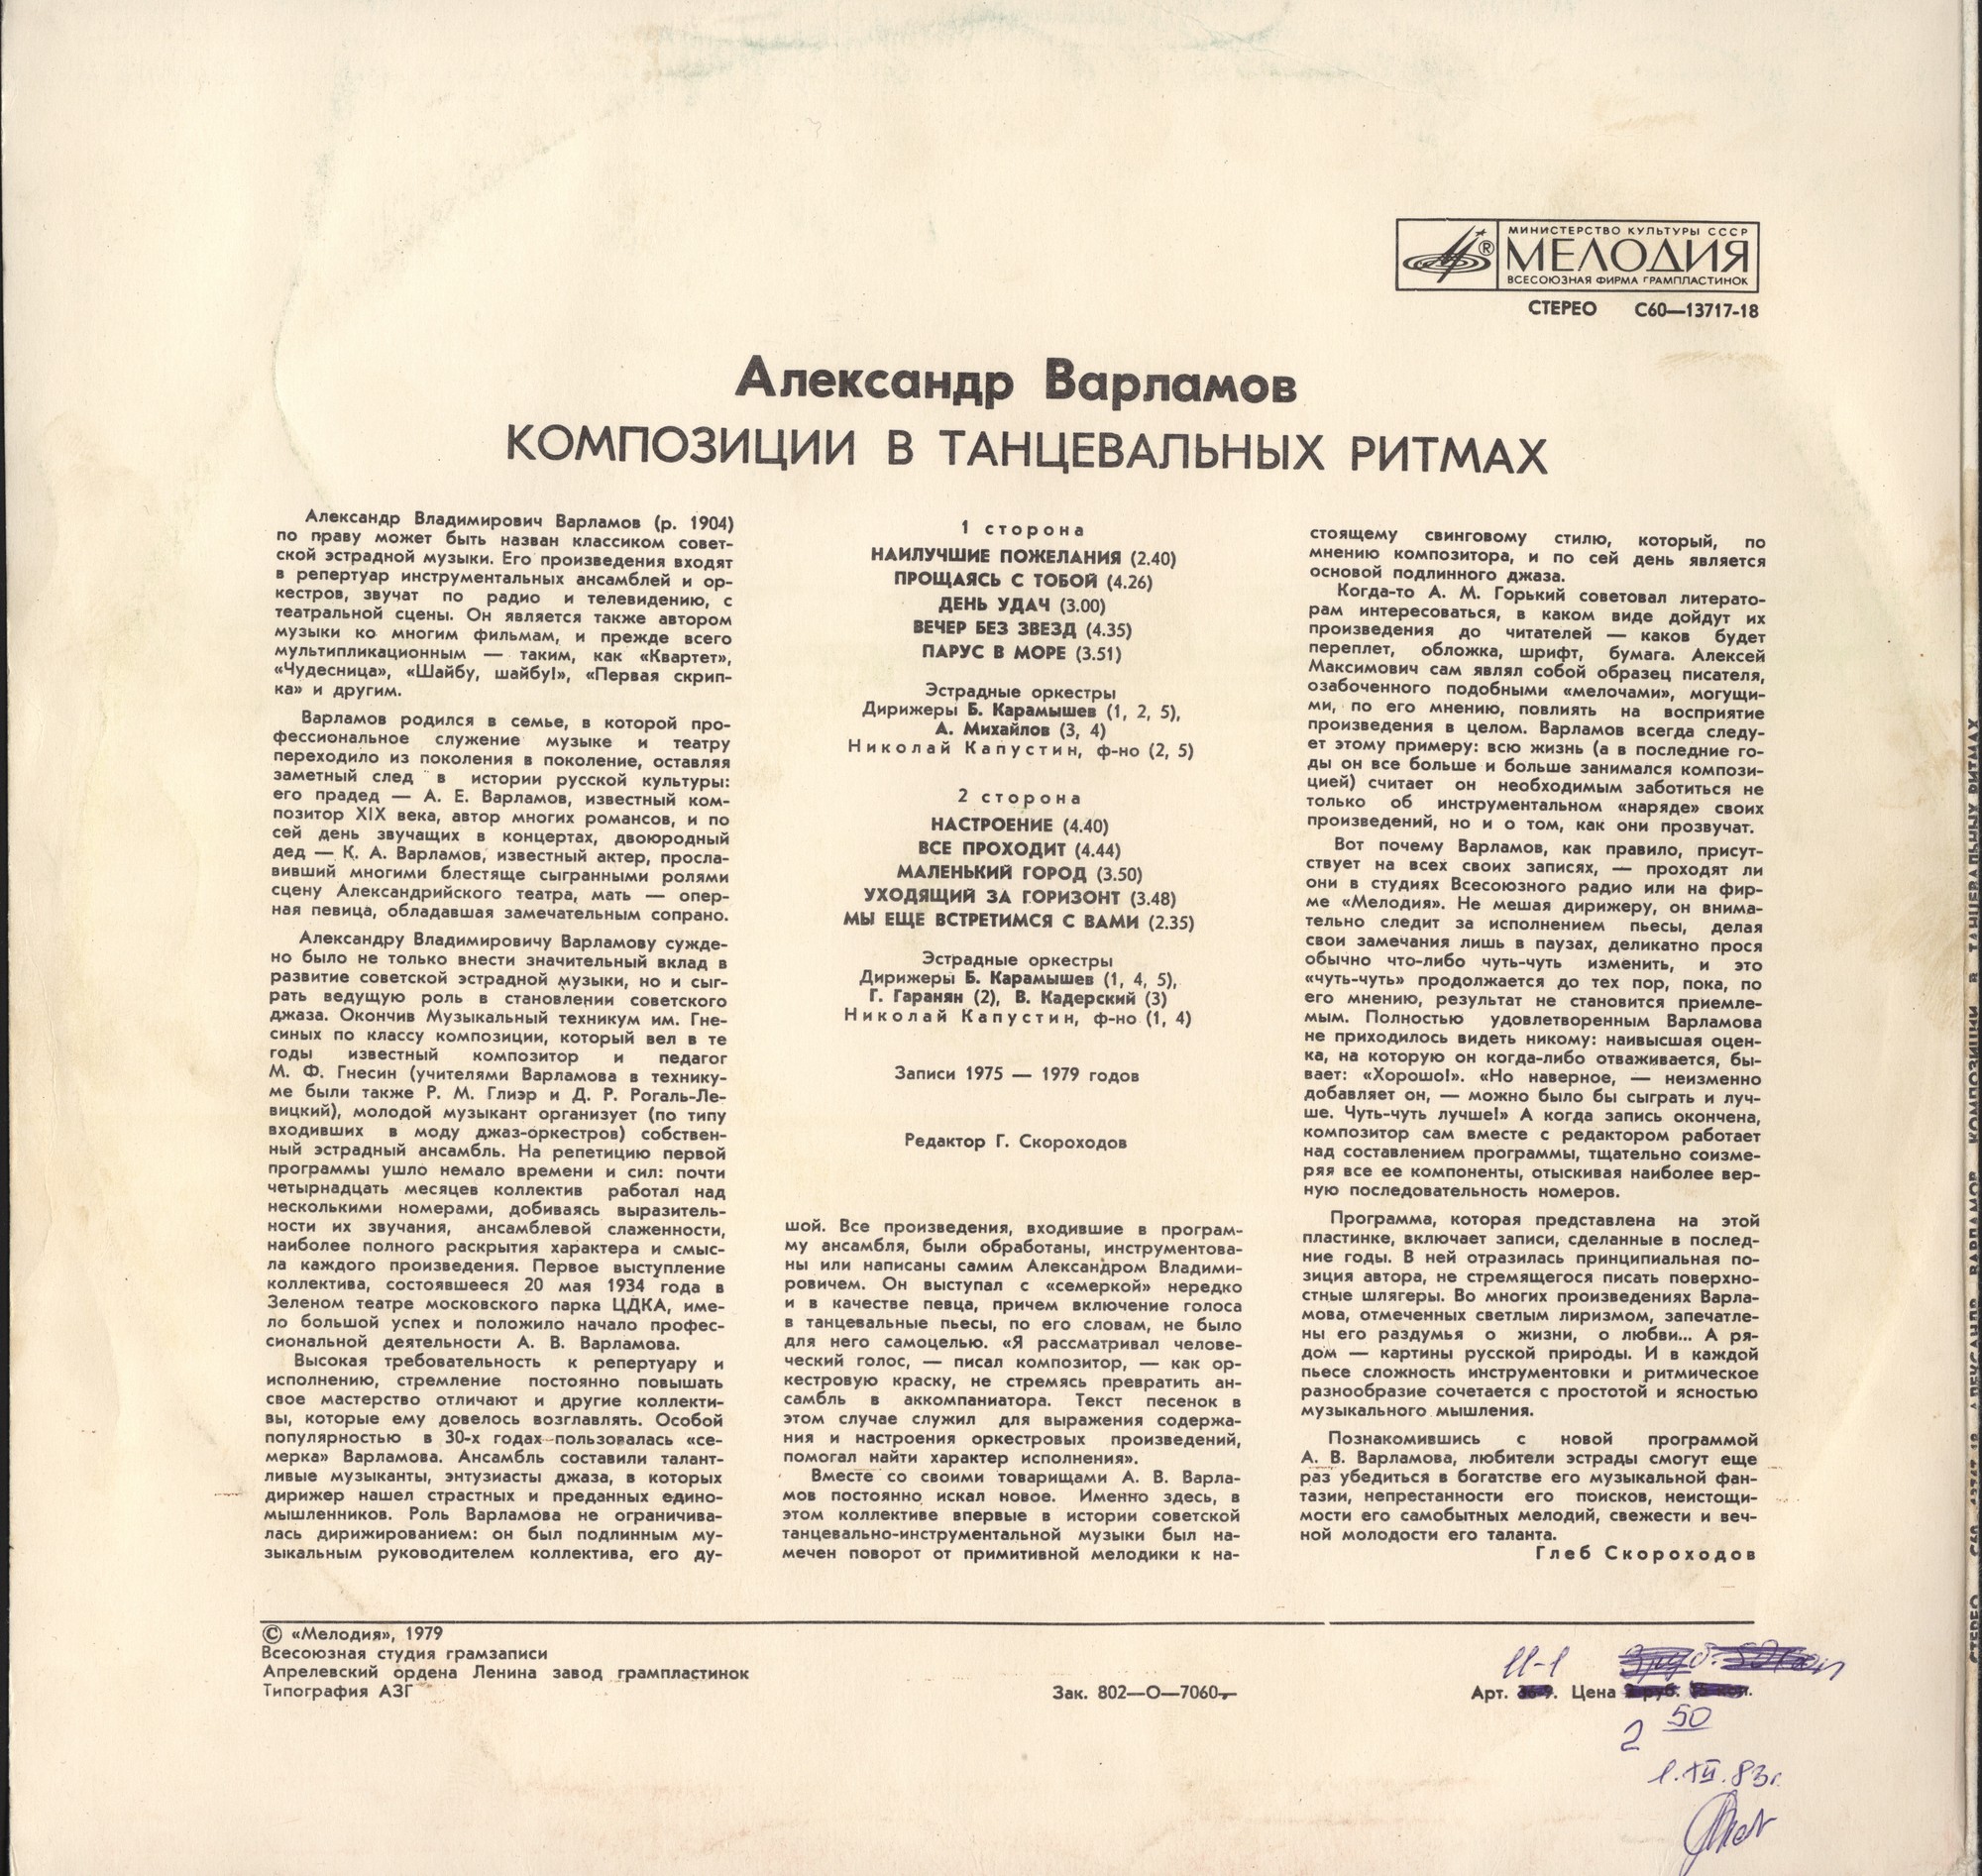 МИНИСТЕРСТВО КУЛЬТУРЫ СССР
МЕЛОДИЯ
ВСЕСОЮЗНАЯ ФИРМА ГРАМПЛАСТИНОК
СТЕРЕО С60—13717-18
Александр Варламов
КОМПОЗИЦИИ В ТАНЦЕВАЛЬНЫХ РИТМАХ
Александр Владимирович Варламов (р. 1904)
по праву может быть назван классиком совет-
ской эстрадной музыки. Его произведения входят
в репертуар инструментальных ансамблей и ор-
кестров, звучат по радио и телевидению, с
театральной сцены. Он является также автором
музыки ко многим фильмам, и прежде всего
мультипликационным — таким, как «Квартет»,
«Чудесница», «Шайбу, шайбу!», «Первая скрип-
ка» и другим.
Варламов родился в семье, в которой про-
фессиональное служение музыке и театру
переходило из поколения в поколение, оставляя
заметный след в истории русской культуры:
его прадед — А. Е. Варламов, известный ком-
позитор XIX века, автор многих романсов, и по
сей день звучащих в концертах, двоюродный
дед — К. А. Варламов, известный актер, просла-
вивший многими блестяще сыгранными ролями
сцену Александрийского театра, мать — опер-
ная певица, обладавшая замечательным сопрано.
Александру Владимировичу Варламову сужде-
но было не только внести значительный вклад в
развитие советской эстрадной музыки, но и сыг-
рать ведущую роль в становлении советского
джаза. Окончив Музыкальный техникум им. Гне-
синых по классу композиции, который вел в те
годы известный композитор и педагог
М. Ф. Гнесин (учителями Варламова в технику-
ме были также Р. М. Глиэр и Д. Р. Рогаль-Ле-
вицкий), молодой музыкант организует (по типу
входивших в моду джаз-оркестров) собствен-
ный эстрадный ансамбль. На репетицию первой
программы ушло немало времени и сил: почти
четырнадцать месяцев коллектив работал над
несколькими номерами, добиваясь выразитель-
ности их звучания, ансамблевой слаженности,
наиболее полного раскрытия характера и смыс-
ла каждого произведения. Первое выступление
коллектива, состоявшееся 20 мая 1934 года в
Зеленом театре московского парка ЦДКА, име-
ло большой успех и положило начало профес-
сиональной деятельности А. В. Варламова.
Высокая требовательность к репертуару и
исполнению, стремление постоянно повышать
свое мастерство отличают и другие коллекти-
вы, которые ему довелось возглавлять. Особой
популярностью в 30-х годах пользовалась «се-
мерка» Варламова. Ансамбль составили талант-
ливые музыканты, энтузиасты джаза, в которых
дирижер нашел страстных и преданных едино-
мышленников. Роль Варламова не ограничива-
лась дирижированием: он был подлинным му-
зыкальным руководителем коллектива, его ду-
1 сторона
НАИЛУЧШИЕ ПОЖЕЛАНИЯ (2.40)
ПРОЩАЯСЬ С ТОБОЙ (4.26)
ДЕНЬ УДАЧ (3.00)
ВЕЧЕР БЕЗ ЗВЕЗД (4.35)
ПАРУС В МОРЕ (3.51)
Эстрадные оркестры
Дирижеры Б. Карамышев (1, 2, 5),
А. Михайлов (3, 4)
Николай Капустин, ф-но (2, 5)
2 сторона
НАСТРОЕНИЕ (4.40)
ВСЕ ПРОХОДИТ (4.44)
МАЛЕНЬКИЙ ГОРОД (3.50)
УХОДЯЩИЙ ЗА ГОРИЗОНТ (3.48)
МЫ ЕЩЕ ВСТРЕТИМСЯ С ВАМИ (2.35)
Эстрадные оркестры
Дирижеры Б. Карамышев (1, 4, 5),
Г. Гаранян (2), В. Кадерский (3)
Николай Капустин, ф-но (1, 4)
Записи 1975 — 1979 годов
Редактор Г. Скороходов
шой. Все произведения, входившие в програм-
му ансамбля, были обработаны, инструментова-
ны или написаны самим Александром Владими-
ровичем. Он выступал с «семеркой» нередко
и в качестве певца, причем включение голоса
в танцевальные пьесы, по его словам, не было
для него самоцелью. «Я рассматривал челове-
ческий голос, — писал композитор, — как ор-
кестровую краску, не стремясь превратить ан-
самбль в аккомпаниатора. Текст песенок в
этом случае служил для выражения содержа-
ния и настроения оркестровых произведений,
помогал найти характер исполнения».
Вместе со своими товарищами А. В. Варла-
мов постоянно искал новое. Именно здесь, в
этом коллективе впервые в истории советской
танцевально-инструментальной музыки был на-
мечен поворот от примитивной мелодики к на-
стоящему свинговому стилю, который, по
мнению композитора, и по сей день является
основой подлинного джаза.
Когда-то А. М. Горький советовал литерато-
рам интересоваться, в каком виде дойдут их
произведения до читателей — каков будет
переплет, обложка, шрифт, бумага. Алексей
Максимович сам являл собой образец писателя,
озабоченного подобными «мелочами», могущи-
ми, по его мнению, повлиять на восприятие
произведения в целом. Варламов всегда следу-
ет этому примеру: всю жизнь (а в последние го-
ды он все больше и больше занимался компози-
цией) считает он необходимым заботиться не
только об инструментальном «наряде» своих
произведений, но и о том, как они прозвучат.
Вот почему Варламов, как правило, присут-
ствует на всех своих записях, — проходят ли
они в студиях Всесоюзного радио или на фир-
ме «Мелодия». Не мешая дирижеру, он внима-
тельно следит за исполнением пьесы, делая
свои замечания лишь в паузах, деликатно прося
обычно что-либо чуть-чуть изменить, и это
«чуть-чуть» продолжается до тех пор, пока, по
его мнению, результат не становится приемле-
мым. Полностью удовлетворенным Варламова
не приходилось видеть никому: наивысшая оцен-
ка, на которую он когда-либо отваживается, бы-
вает: «Хорошо!». «Но наверное, — неизменно
добавляет он, — можно было бы сыграть и луч-
ше. Чуть-чуть лучше!» А когда запись окончена,
композитор сам вместе с редактором работает
над составлением программы, тщательно соизме-
ряя все ее компоненты, отыскивая наиболее вер-
ную последовательность номеров.
Программа, которая представлена на этой
пластинке, включает записи, сделанные в послед-
ние годы. В ней отразилась принципиальная по-
зиция автора, не стремящегося писать поверхно-
стные шлягеры. Во многих произведениях Варла-
мова, отмеченных светлым лиризмом, запечатле-
ны его раздумья о жизни, о любви... А ря-
дом — картины русской природы. И в каждой
пьесе сложность инструментовки и ритмическое
разнообразие сочетается с простотой и ясностью
музыкального мышления.
Познакомившись с новой программой
А. В. Варламова, любители эстрады смогут еще
раз убедиться в богатстве его музыкальной фан-
тазии, непрестанности его поисков, неистощи-
мости его самобытных мелодий, свежести и веч-
ной молодости его таланта.
Глеб Скороходов
© «Мелодия», 1979
Всесоюзная студия грамзаписи
Апрелевский ордена Ленина завод грампластинок
Типография АЗГ
Зак. 802—О—7060
11-1
Арт. Цена
2 50
1.XII.83г.